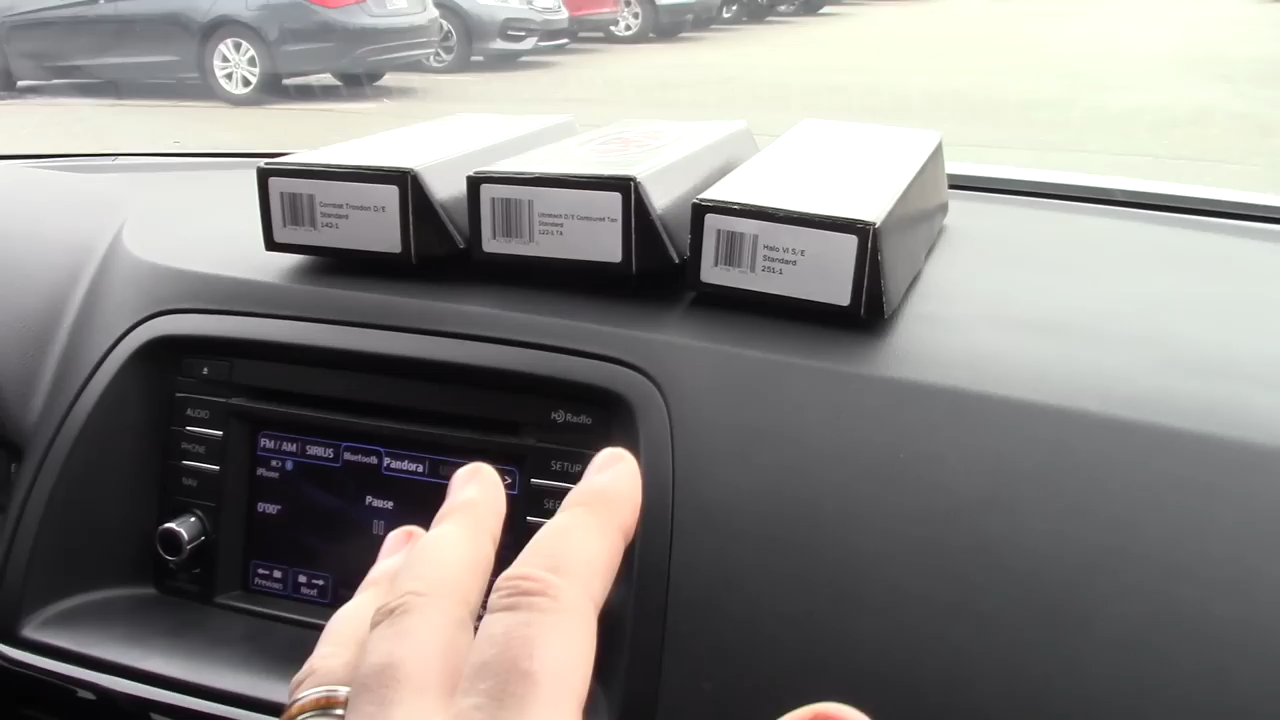 Combat Troodon D/E
Standard
142-1
Ultratech D/E Contoured Tan
Standard
123-1 TA
Halo VI S/E
Standard
251-1
HD Radio
AUDIO
PHONE
NAV
SETUP
FM / AM
SIRIUS
Bluetooth
Pandora
>
iPhone
Pause
0'00"
Previous
Next